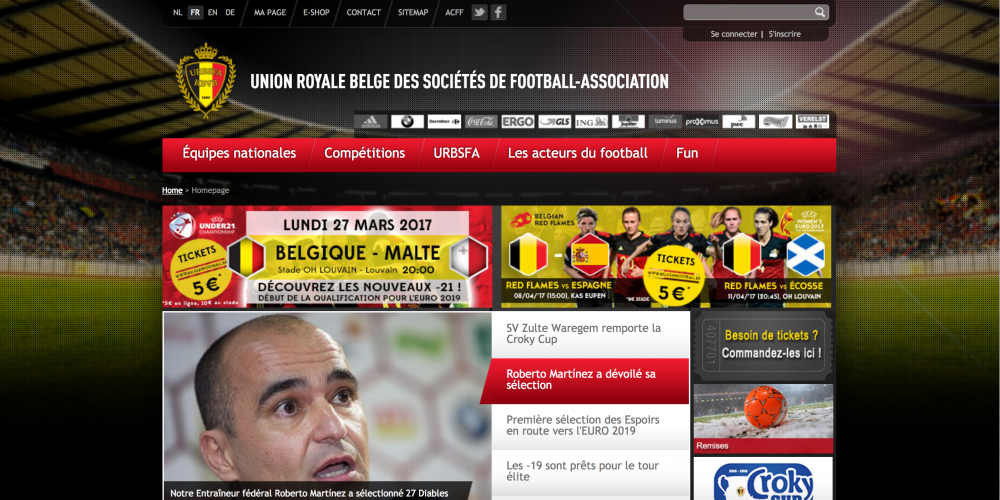 NL FR EN DE MA PAGE E-SHOP CONTACT SITEMAP ACFF
Se connecter | S'inscrire
URBSFA
UNION ROYALE BELGE DES SOCIÉTÉS DE FOOTBALL-ASSOCIATION
adidas BMW Carrefour Coca-Cola ERGO GLS ING luminus proximus pwc VERELST
Équipes nationales Compétitions URBSFA Les acteurs du football Fun
Home > Homepage
UNDER21
CHAMPIONSHIP
LUNDI 27 MARS 2017
TICKETS
5€*
BELGIQUE - MALTE
Stade OH LOUVAIN - Louvain 20:00
DÉCOUVREZ LES NOUVEAUX -21 !
DÉBUT DE LA QUALIFICATION POUR L'EURO 2019
*5€ en ligne, 10€ au stade
BELGIAN
RED FLAMES
WOMEN'S
EURO 2017
TICKETS
5€*
RED FLAMES vs ESPAGNE
08/04/'17 (15:00), KAS EUPEN
RED FLAMES vs ÉCOSSE
11/04/'17 (20:45), OH LOUVAIN
SV Zulte Waregem remporte la
Croky Cup
Roberto Martínez a dévoilé sa
sélection
Première sélection des Espoirs
en route vers l'EURO 2019
Les -19 sont prêts pour le tour
élite
Notre Entraîneur fédéral Roberto Martínez a sélectionné 27 Diables
407701
Besoin de tickets ?
Commandez-les ici !
Remises
Croky
CUP